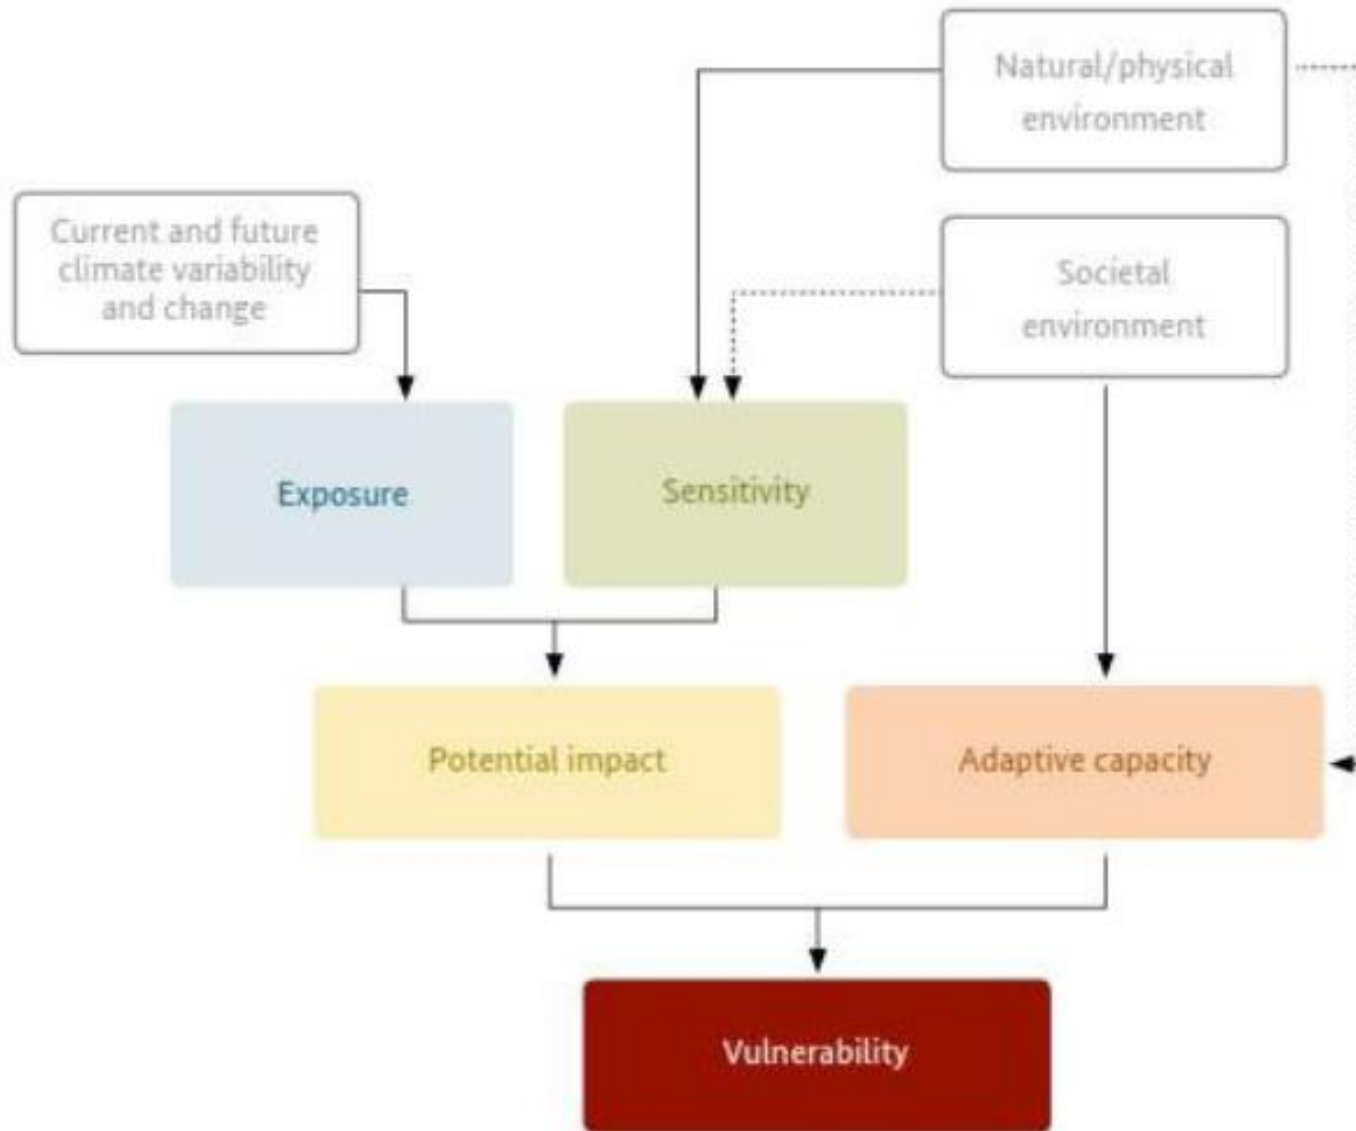 Natural/physical
environment
Current and future
climate variability
and change
Societal
environment
Exposure
Sensitivity
Potential impact
Adaptive capacity
Vulnerability